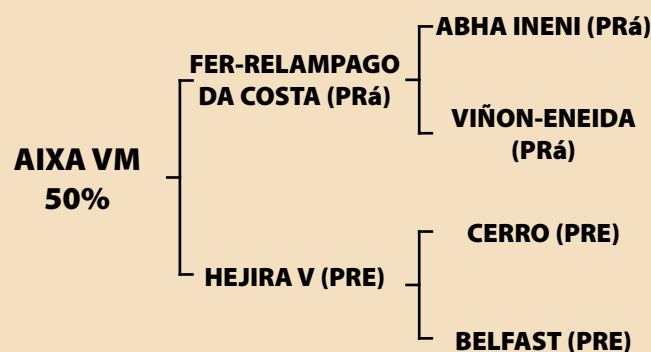 ABHA INENI (PRá)
FER-RELAMPAGO
DA COSTA (PRá)
VIÑON-ENEIDA
(PRá)
AIXA VM
50%
CERRO (PRE)
HEJIRA V (PRE)
BELFAST (PRE)